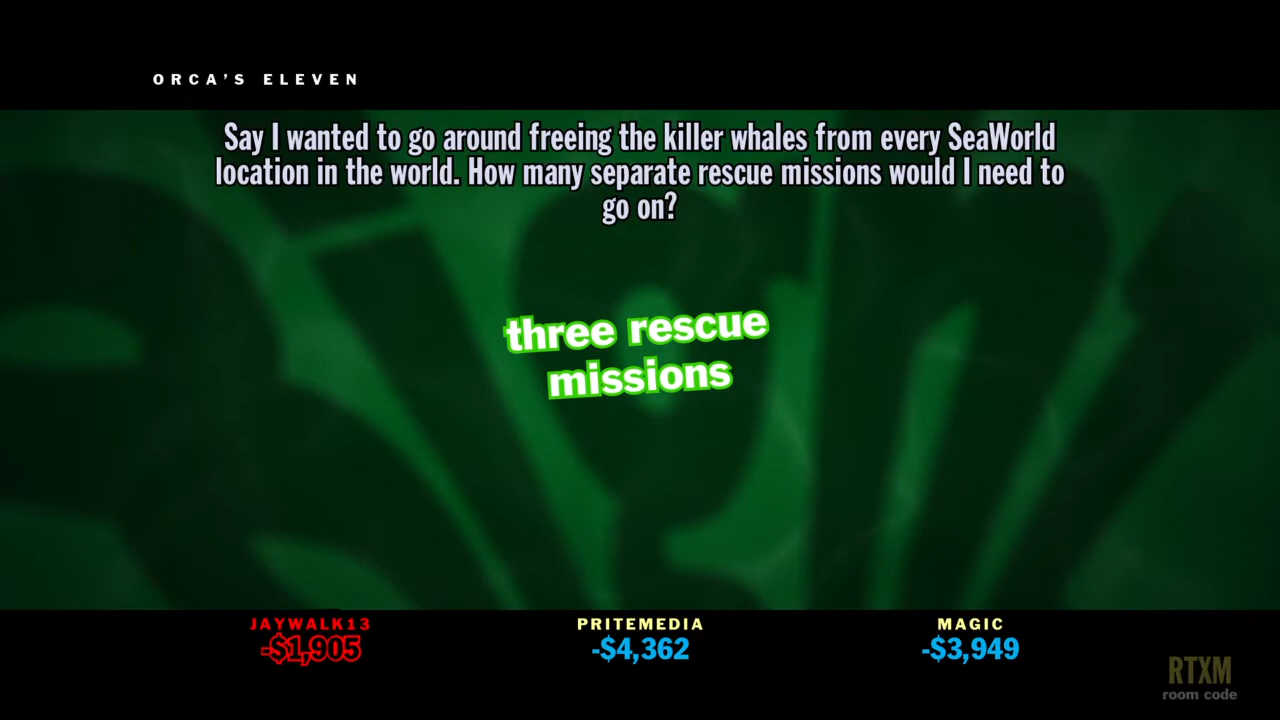 ORCA'S ELEVEN
Say I wanted to go around freeing the killer whales from every SeaWorld
location in the world. How many separate rescue missions would I need to
go on?
three rescue
missions
JAYWALK13
-$1,905
PRITEMEDIA
-$4,362
MAGIC
-$3,949
RTXM
room code